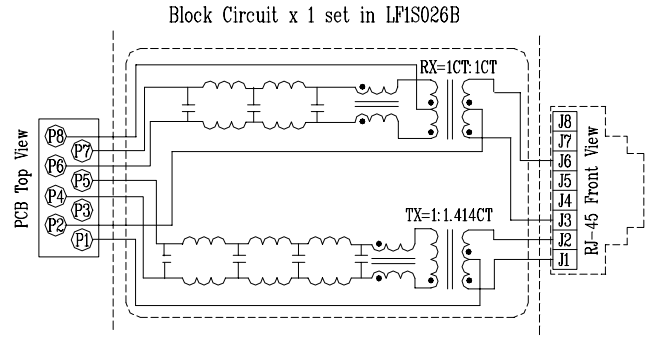 Block Circuit x 1 set in LF1S026B
RX=1CT:1CT
PCB Top View
P8
P7
P6
P5
P4
P3
P2
P1
TX=1:1.414CT
J8
J7
J6
J5
J4
J3
J2
J1
RJ-45 Front View